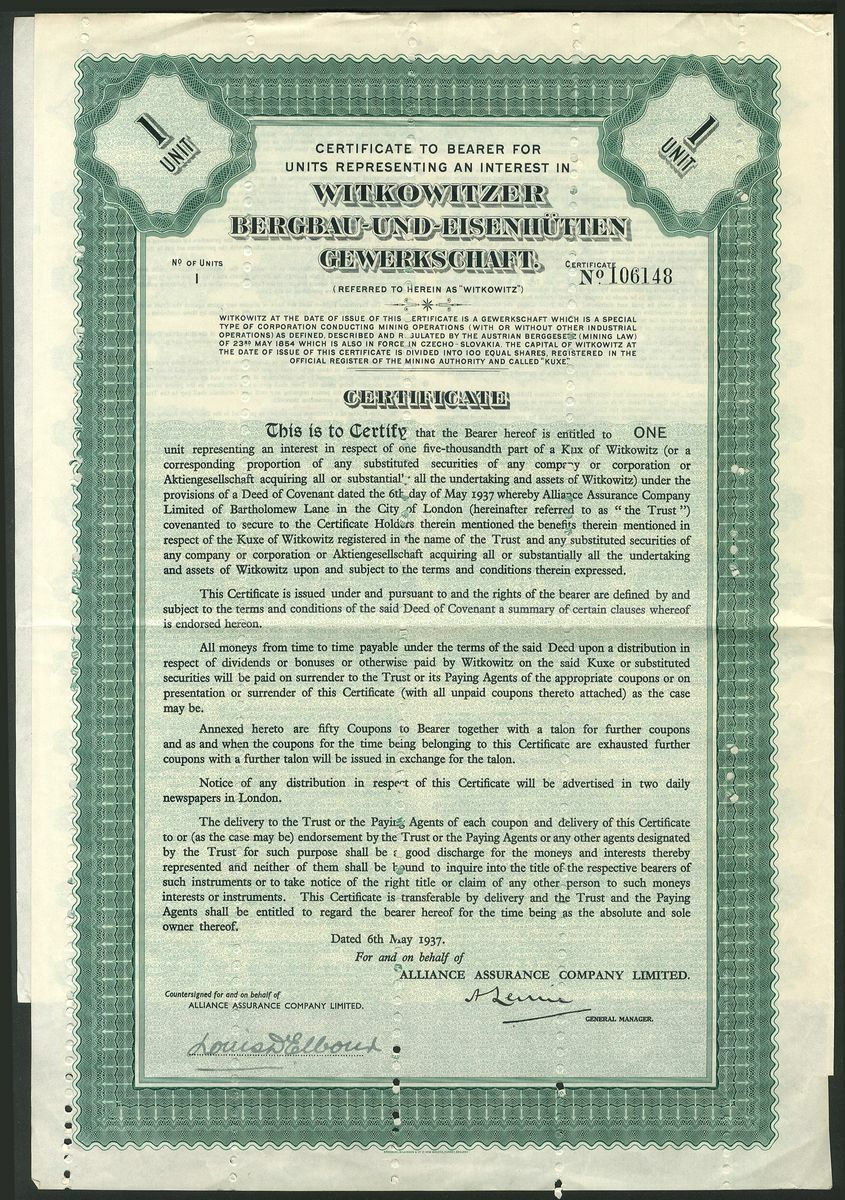 1
UNIT
1
UNIT
CERTIFICATE TO BEARER FOR
UNITS REPRESENTING AN INTEREST IN
WITKOWITZER
BERGBAU-UND-EISENHÜTTEN
GEWERKSCHAFT.
Nº OF UNITS
1
CERTIFICATE
Nº 106148
(REFERRED TO HEREIN AS "WITKOWITZ")
WITKOWITZ AT THE DATE OF ISSUE OF THIS CERTIFICATE IS A GEWERKSCHAFT WHICH IS A SPECIAL
TYPE OF CORPORATION CONDUCTING MINING OPERATIONS (WITH OR WITHOUT OTHER INDUSTRIAL
OPERATIONS) AS DEFINED, DESCRIBED AND REGULATED BY THE AUSTRIAN BERGGESETZ (MINING LAW)
OF 23RD MAY 1854 WHICH IS ALSO IN FORCE IN CZECHO-SLOVAKIA. THE CAPITAL OF WITKOWITZ AT
THE DATE OF ISSUE OF THIS CERTIFICATE IS DIVIDED INTO 100 EQUAL SHARES, REGISTERED IN THE
OFFICIAL REGISTER OF THE MINING AUTHORITY AND CALLED "KUXE."
CERTIFICATE
This is to Certify that the Bearer hereof is entitled to ONE
unit representing an interest in respect of one five-thousandth part of a Kux of Witkowitz (or a
corresponding proportion of any substituted securities of any company or corporation or
Aktiengesellschaft acquiring all or substantially all the undertaking and assets of Witkowitz) under the
provisions of a Deed of Covenant dated the 6th day of May 1937 whereby Alliance Assurance Company
Limited of Bartholomew Lane in the City of London (hereinafter referred to as "the Trust")
covenanted to secure to the Certificate Holders therein mentioned the benefits therein mentioned in
respect of the Kuxe of Witkowitz registered in the name of the Trust and any substituted securities of
any company or corporation or Aktiengesellschaft acquiring all or substantially all the undertaking
and assets of Witkowitz upon and subject to the terms and conditions therein expressed.
This Certificate is issued under and pursuant to and the rights of the bearer are defined by and
subject to the terms and conditions of the said Deed of Covenant a summary of certain clauses whereof
is endorsed hereon.
All moneys from time to time payable under the terms of the said Deed upon a distribution in
respect of dividends or bonuses or otherwise paid by Witkowitz on the said Kuxe or substituted
securities will be paid on surrender to the Trust or its Paying Agents of the appropriate coupons or on
presentation or surrender of this Certificate (with all unpaid coupons thereto attached) as the case
may be.
Annexed hereto are fifty Coupons to Bearer together with a talon for further coupons
and as and when the coupons for the time being belonging to this Certificate are exhausted further
coupons with a further talon will be issued in exchange for the talon.
Notice of any distribution in respect of this Certificate will be advertised in two daily
newspapers in London.
The delivery to the Trust or the Paying Agents of each coupon and delivery of this Certificate
to or (as the case may be) endorsement by the Trust or the Paying Agents or any other agents designated
by the Trust for such purpose shall be a good discharge for the moneys and interests thereby
represented and neither of them shall be bound to inquire into the title of the respective bearers of
such instruments or to take notice of the right title or claim of any other person to such moneys
interests or instruments. This Certificate is transferable by delivery and the Trust and the Paying
Agents shall be entitled to regard the bearer hereof for the time being as the absolute and sole
owner thereof.
Dated 6th May 1937.
For and on behalf of
ALLIANCE ASSURANCE COMPANY LIMITED.
GENERAL MANAGER.
Countersigned for and on behalf of
ALLIANCE ASSURANCE COMPANY LIMITED.
Louis D'Elboux